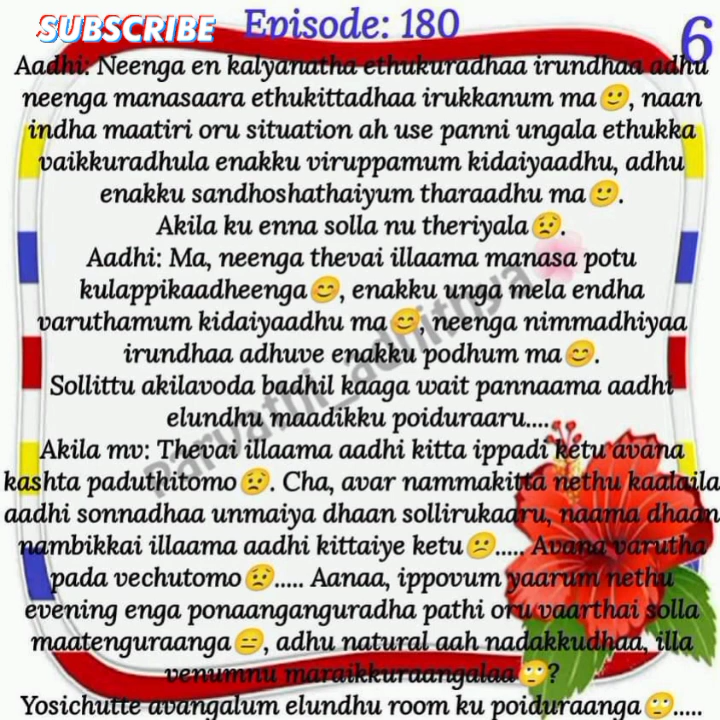 SUBSCRIBE Episode: 180
6
Aadhi: Neenga en kalyanatha ethukuradhaa irundhaa adhu
neenga manasaara ethukittadhaa irukkanum ma🙂, naan
indha maatiri oru situation ah use panni ungala ethukka
vaikkuradhula enakku viruppamum kidaiyaadhu, adhu
enakku sandhoshathaiyum tharaadhu ma🙂.
Akila ku enna solla nu theriyala😟.
Aadhi: Ma, neenga thevai illaama manasa potu
kulappikaadheenga😊, enakku unga mela endha
varuthamum kidaiyaadhu ma😊, neenga nimmadhiyaa
irundhaa adhuve enakku podhum ma😊.
Sollittu akilavoda badhil kaaga wait pannaama aadhi
elundhu maadikku poiduraaru....
Akila mv: Thevai illaama aadhi kitta ippadi ketu avana
kashta paduthitomo😟. Cha, avar nammakitta nethu kaalaila
aadhi sonnadhaa unmaiya dhaan sollirukaaru, naama dhaan
nambikkai illaama aadhi kittaiye ketu😕..... Avana varutha
pada vechutomo😟..... Aanaa, ippovum yaarum nethu
evening enga ponaanganguradha pathi oru vaarthai solla
maatenguraanga😑, adhu natural aah nadakkudhaa, illa
venumnu maraikkuraangalaa🙄?
Yosichutte avangalum elundhu room ku poiduraanga🙄.....
Parvathi_adhithya